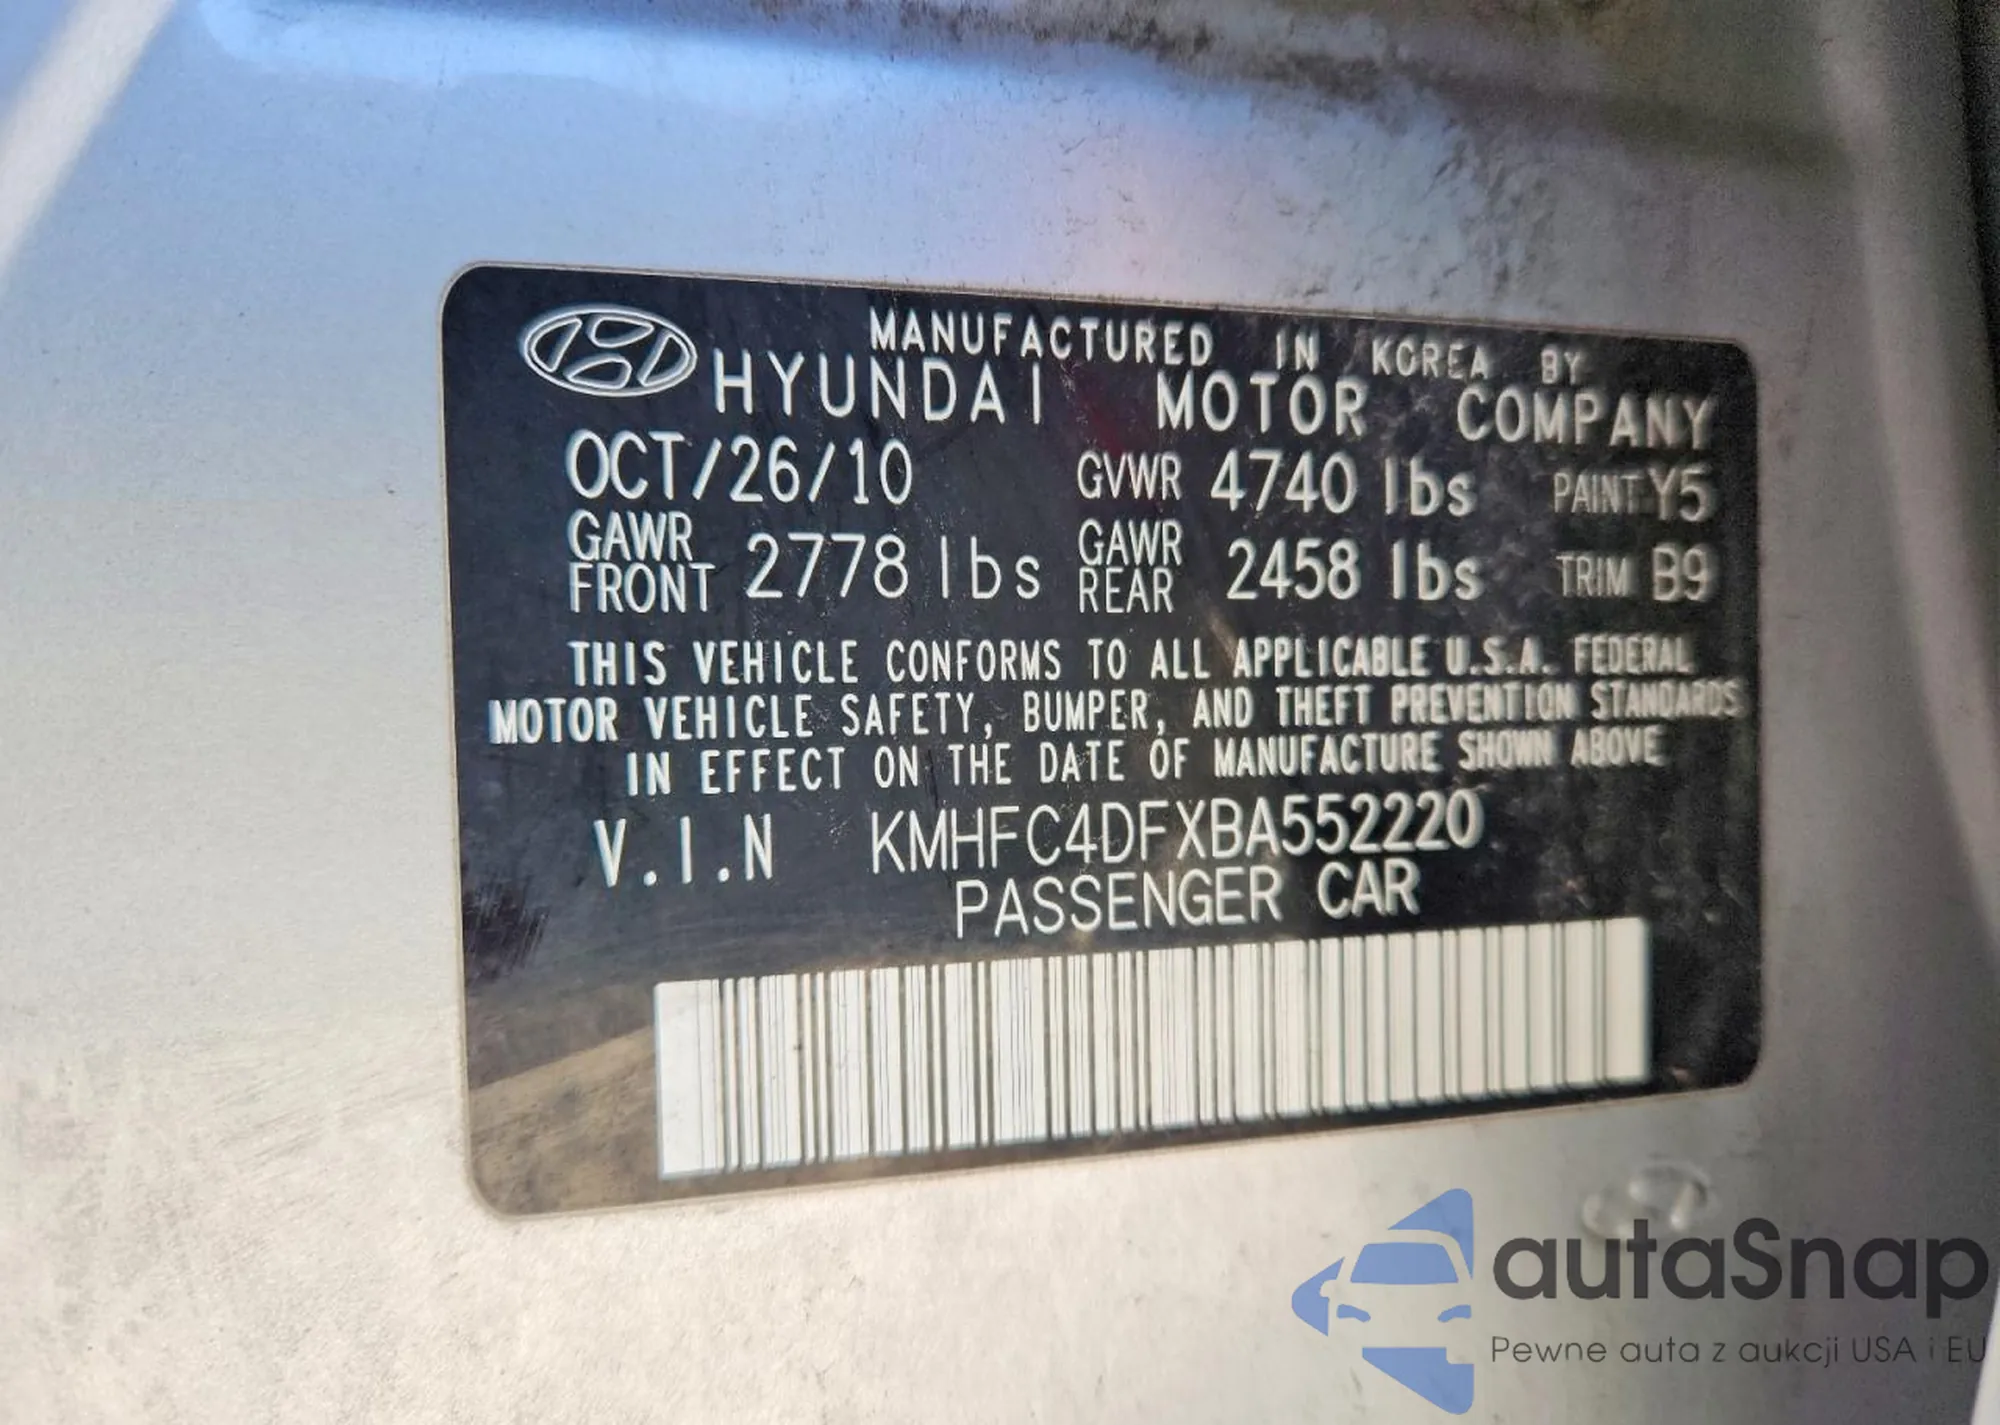 MANUFACTURED IN KOREA BY
HYUNDAI MOTOR COMPANY
OCT/26/10 GVWR 4740 lbs PAINT Y5
GAWR FRONT 2778 lbs GAWR REAR 2458 lbs TRIM B9
THIS VEHICLE CONFORMS TO ALL APPLICABLE U.S.A. FEDERAL
MOTOR VEHICLE SAFETY, BUMPER, AND THEFT PREVENTION STANDARDS
IN EFFECT ON THE DATE OF MANUFACTURE SHOWN ABOVE
V.I.N KMHFC4DFXBA552220
PASSENGER CAR
autaSnap
Pewne auta z aukcji USA i EU